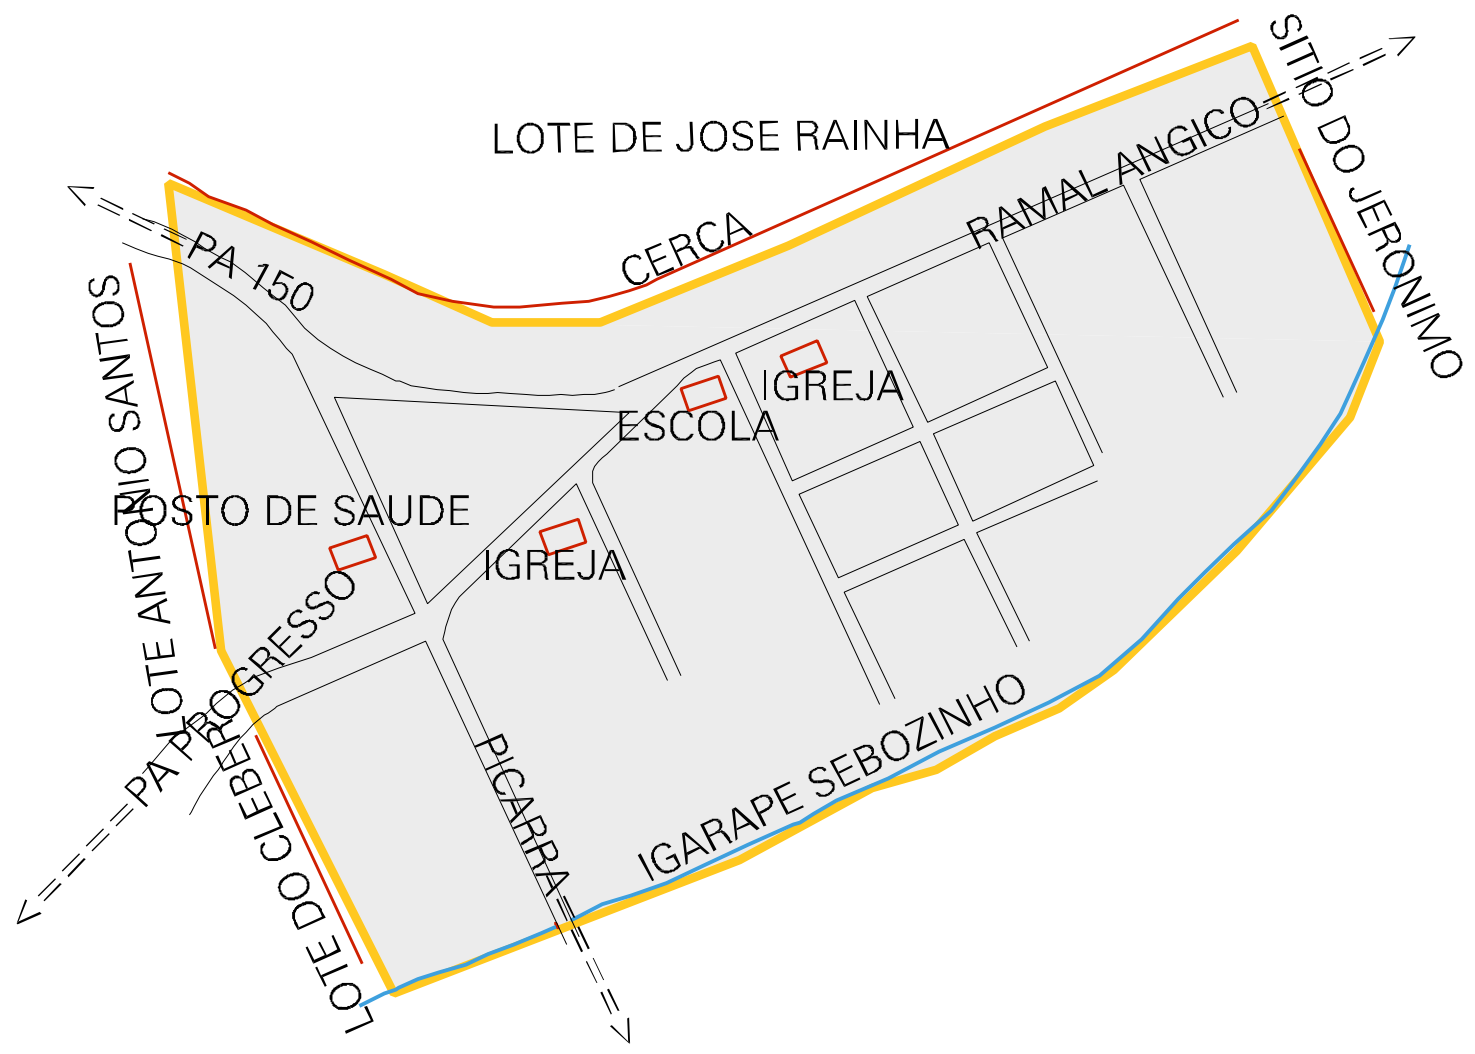 SITIO DO JERONIMO
LOTE DE JOSE RAINHA
RAMAL ANGICO
CERCA
PA 150
LOTE ANTONIO SANTOS
IGREJA
ESCOLA
POSTO DE SAUDE
IGREJA
PA PROGRESSO
LOTE DO CLEBER
PICARRA
IGARAPE SEBOZINHO